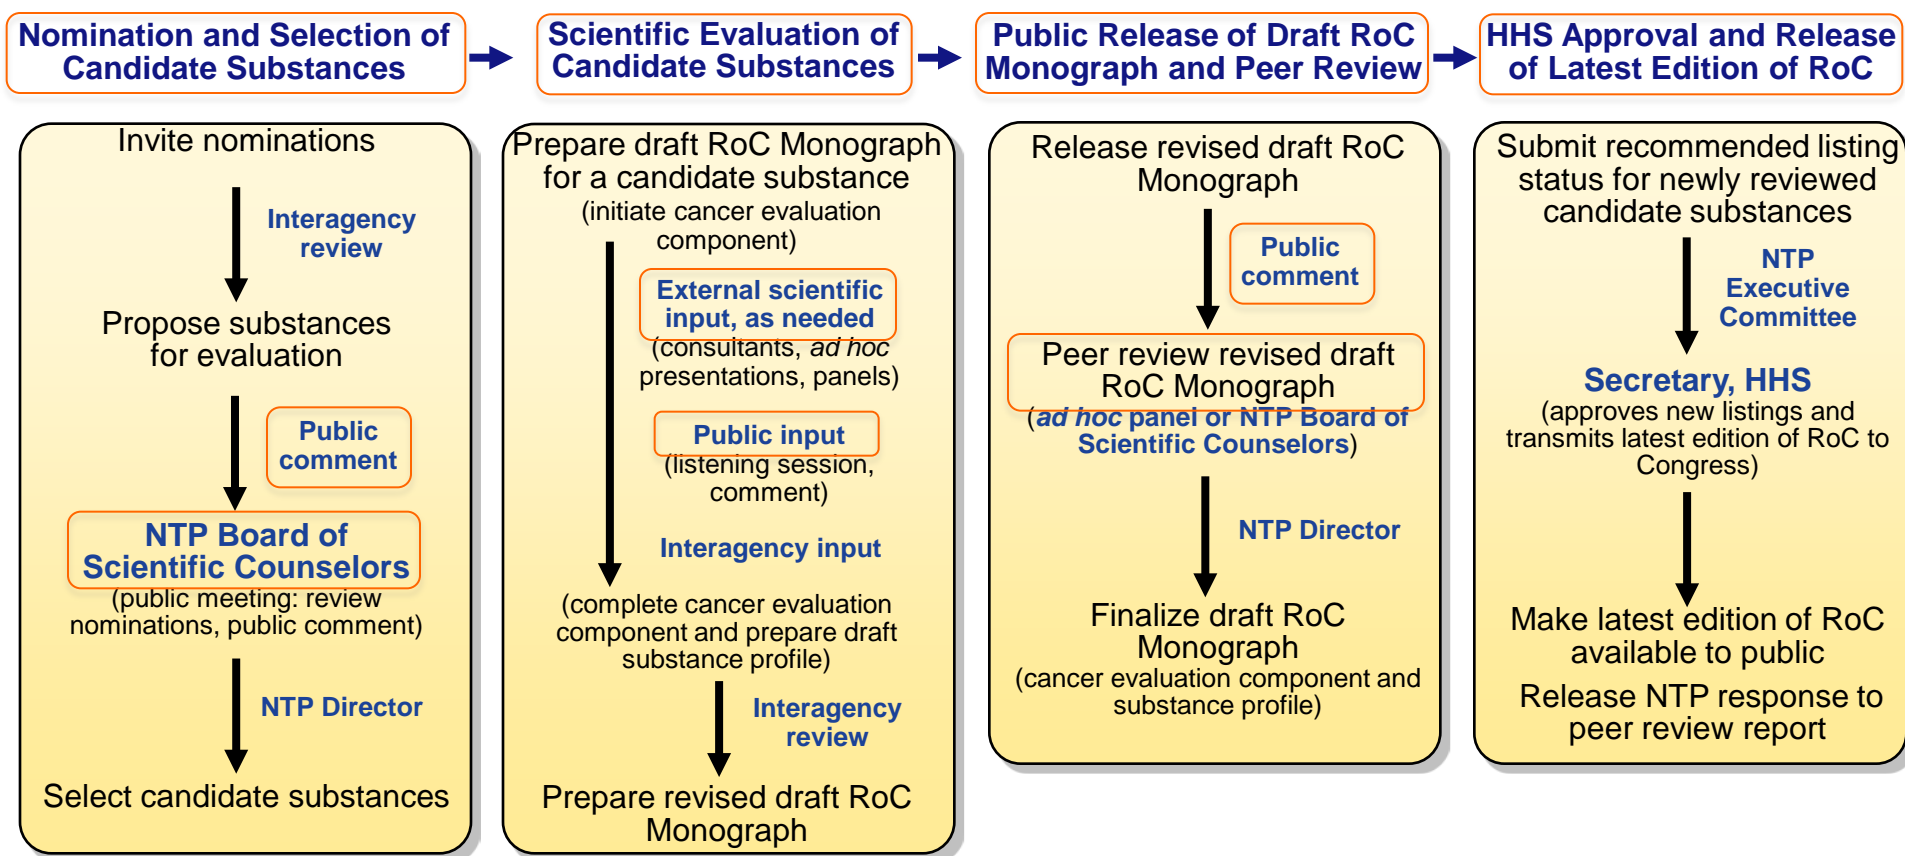 Nomination and Selection of
Candidate Substances
Scientific Evaluation of
Candidate Substances
Public Release of Draft RoC
Monograph and Peer Review
HHS Approval and Release
of Latest Edition of RoC
Invite nominations
Interagency
review
Propose substances
for evaluation
Public
comment
NTP Board of
Scientific Counselors
(public meeting: review
nominations, public comment)
NTP Director
Select candidate substances
Prepare draft RoC Monograph
for a candidate substance
(initiate cancer evaluation
component)
External scientific
input, as needed
(consultants, ad hoc
presentations, panels)
Public input
(listening session,
comment)
Interagency input
(complete cancer evaluation
component and prepare draft
substance profile)
Interagency
review
Prepare revised draft RoC
Monograph
Release revised draft RoC
Monograph
Public
comment
Peer review revised draft
RoC Monograph
(ad hoc panel or NTP Board of
Scientific Counselors)
NTP Director
Finalize draft RoC
Monograph
(cancer evaluation component and
substance profile)
Submit recommended listing
status for newly reviewed
candidate substances
NTP
Executive
Committee
Secretary, HHS
(approves new listings and
transmits latest edition of RoC to
Congress)
Make latest edition of RoC
available to public
Release NTP response to
peer review report